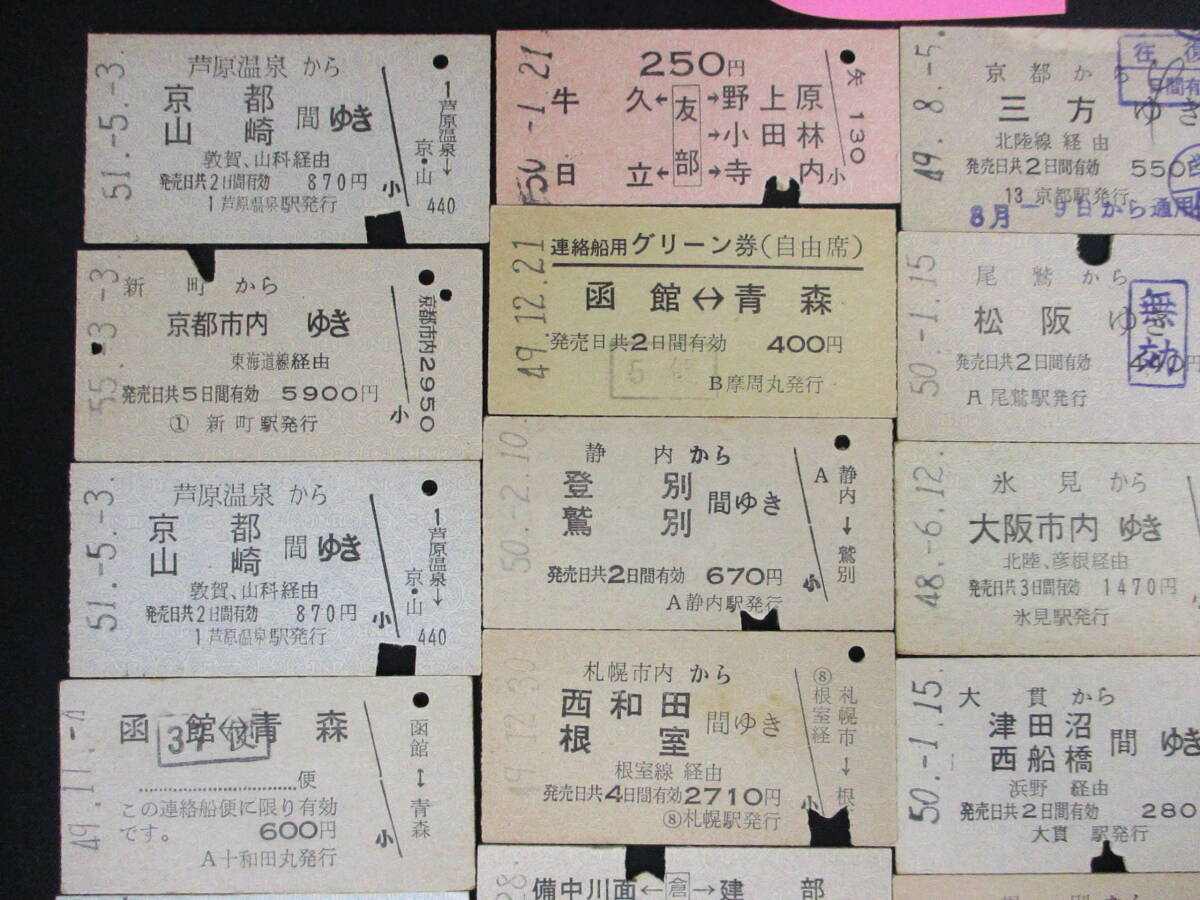 51.-5.-3
芦原温泉 から
京都
山崎 間 ゆき
敦賀、山科経由
発売日共2日間有効 870円
1 芦原温泉駅発行
小
1芦原温泉→
京・山
440
55.-3.-3
新町 から
京都市内 ゆき
東海道線経由
発売日共5日間有効 5900円
① 新町駅発行
小
京都市内2950
51.-5.-3.
芦原温泉 から
京都
山崎 間 ゆき
敦賀、山科経由
発売日共2日間有効 870円
1 芦原温泉駅発行
小
1芦原温泉→
京・山
440
49.11.-4
函館↔青森
便
この連絡船便に限り有効
です。 600円
A十和田丸発行
小
函館↔青森
50.-1.21
250円
牛久← 友部 →野上原
→小田林
日立← →寺内
小
矢 130
49.12.21
連絡船用グリーン券(自由席)
函館↔青森
発売日共2日間有効 400円
B摩周丸発行
50.-2.10.
静内から
登別
鷲別 間ゆき
発売日共2日間有効 670円
A静内駅発行
小
A 静内→鷲別
49.12.30
札幌市内 から
西和田
根室 間ゆき
根室線 経由
発売日共4日間有効2710円
⑧札幌駅発行
小
札幌市→根
⑧根室経
28.
備中川面←倉→建部
49.8.-5.
往復
京都から
三方 ゆき
北陸線 経由
発売日共2日間有効 550
13 京都駅発行
8月-9日から通用
50.-1.15
尾鷲 から
松阪 ゆき
無効
発売日共2日間有効
A尾鷲駅発行
48.-6.12.
氷見から
大阪市内 ゆき
北陸、彦根経由
発売日共3日間有効 1470円
氷見駅発行
50.-1.15.
大貫 から
津田沼
西船橋 間 ゆき
浜野 経由
発売日共2日間有効 280
大貫 駅発行